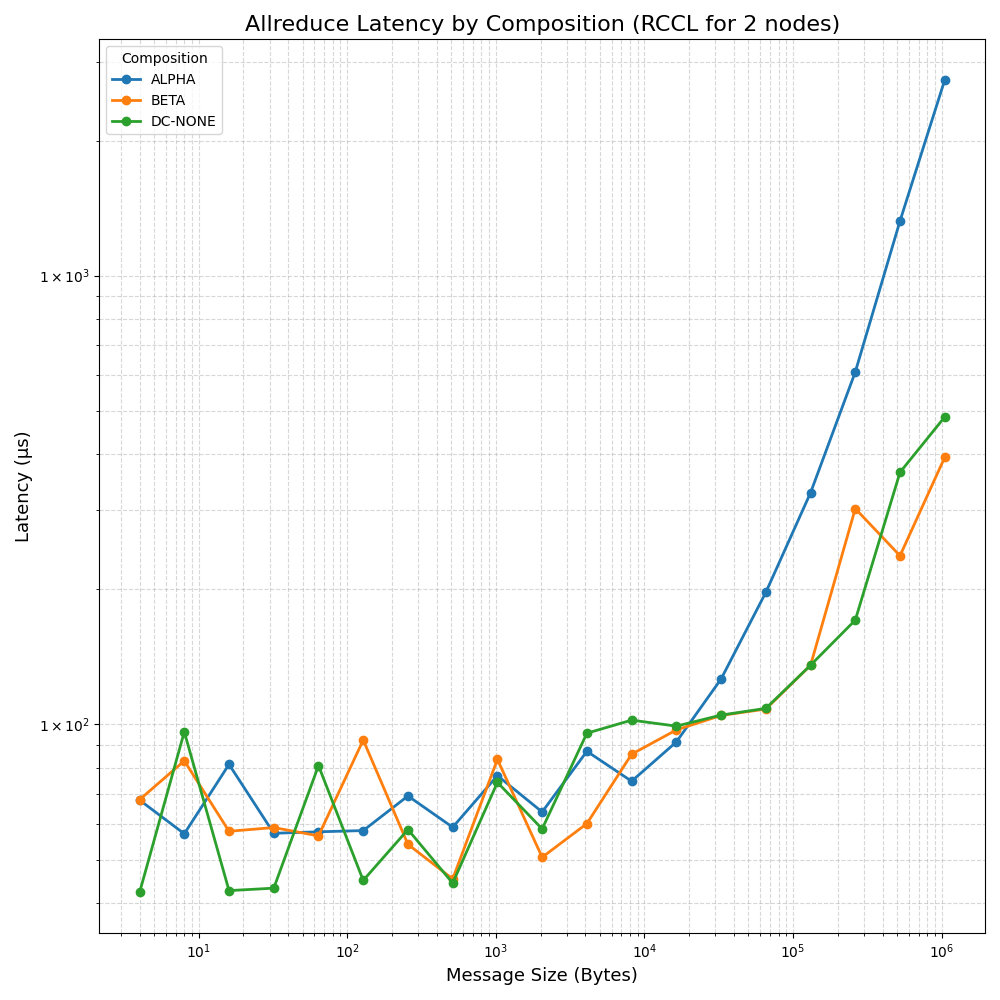 Allreduce Latency by Composition (RCCL for 2 nodes)
Composition
ALPHA
BETA
DC-NONE
Latency (µs)
1 × 10³
1 × 10²
10¹
10²
10³
10⁴
10⁵
10⁶
Message Size (Bytes)